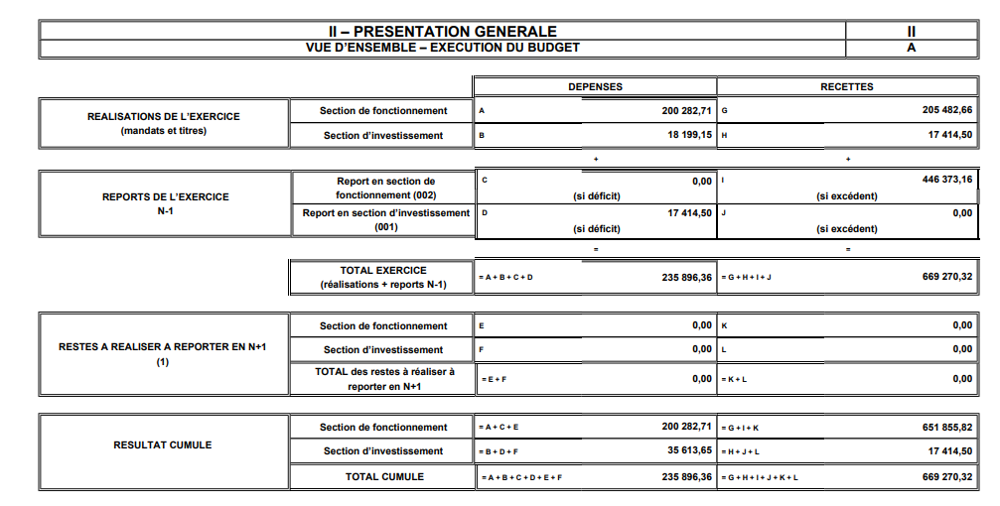 II – PRESENTATION GENERALE II
VUE D’ENSEMBLE – EXECUTION DU BUDGET A
DEPENSES RECETTES
REALISATIONS DE L’EXERCICE
(mandats et titres)
Section de fonctionnement A 200 282,71 G 205 482,66
Section d’investissement B 18 199,15 H 17 414,50
+ +
REPORTS DE L’EXERCICE
N-1
Report en section de
fonctionnement (002)
C 0,00 I 446 373,16
(si déficit) (si excédent)
Report en section d’investissement
(001)
D 17 414,50 J 0,00
(si déficit) (si excédent)
= =
TOTAL EXERCICE
(réalisations + reports N-1)
= A + B + C + D 235 896,36 = G + H + I + J 669 270,32
RESTES A REALISER A REPORTER EN N+1
(1)
Section de fonctionnement E 0,00 K 0,00
Section d’investissement F 0,00 L 0,00
TOTAL des restes à réaliser à
reporter en N+1
= E + F 0,00 = K + L 0,00
RESULTAT CUMULE
Section de fonctionnement = A + C + E 200 282,71 = G + I + K 651 855,82
Section d’investissement = B + D + F 35 613,65 = H + J + L 17 414,50
TOTAL CUMULE = A + B + C + D + E + F 235 896,36 = G + H + I + J + K + L 669 270,32